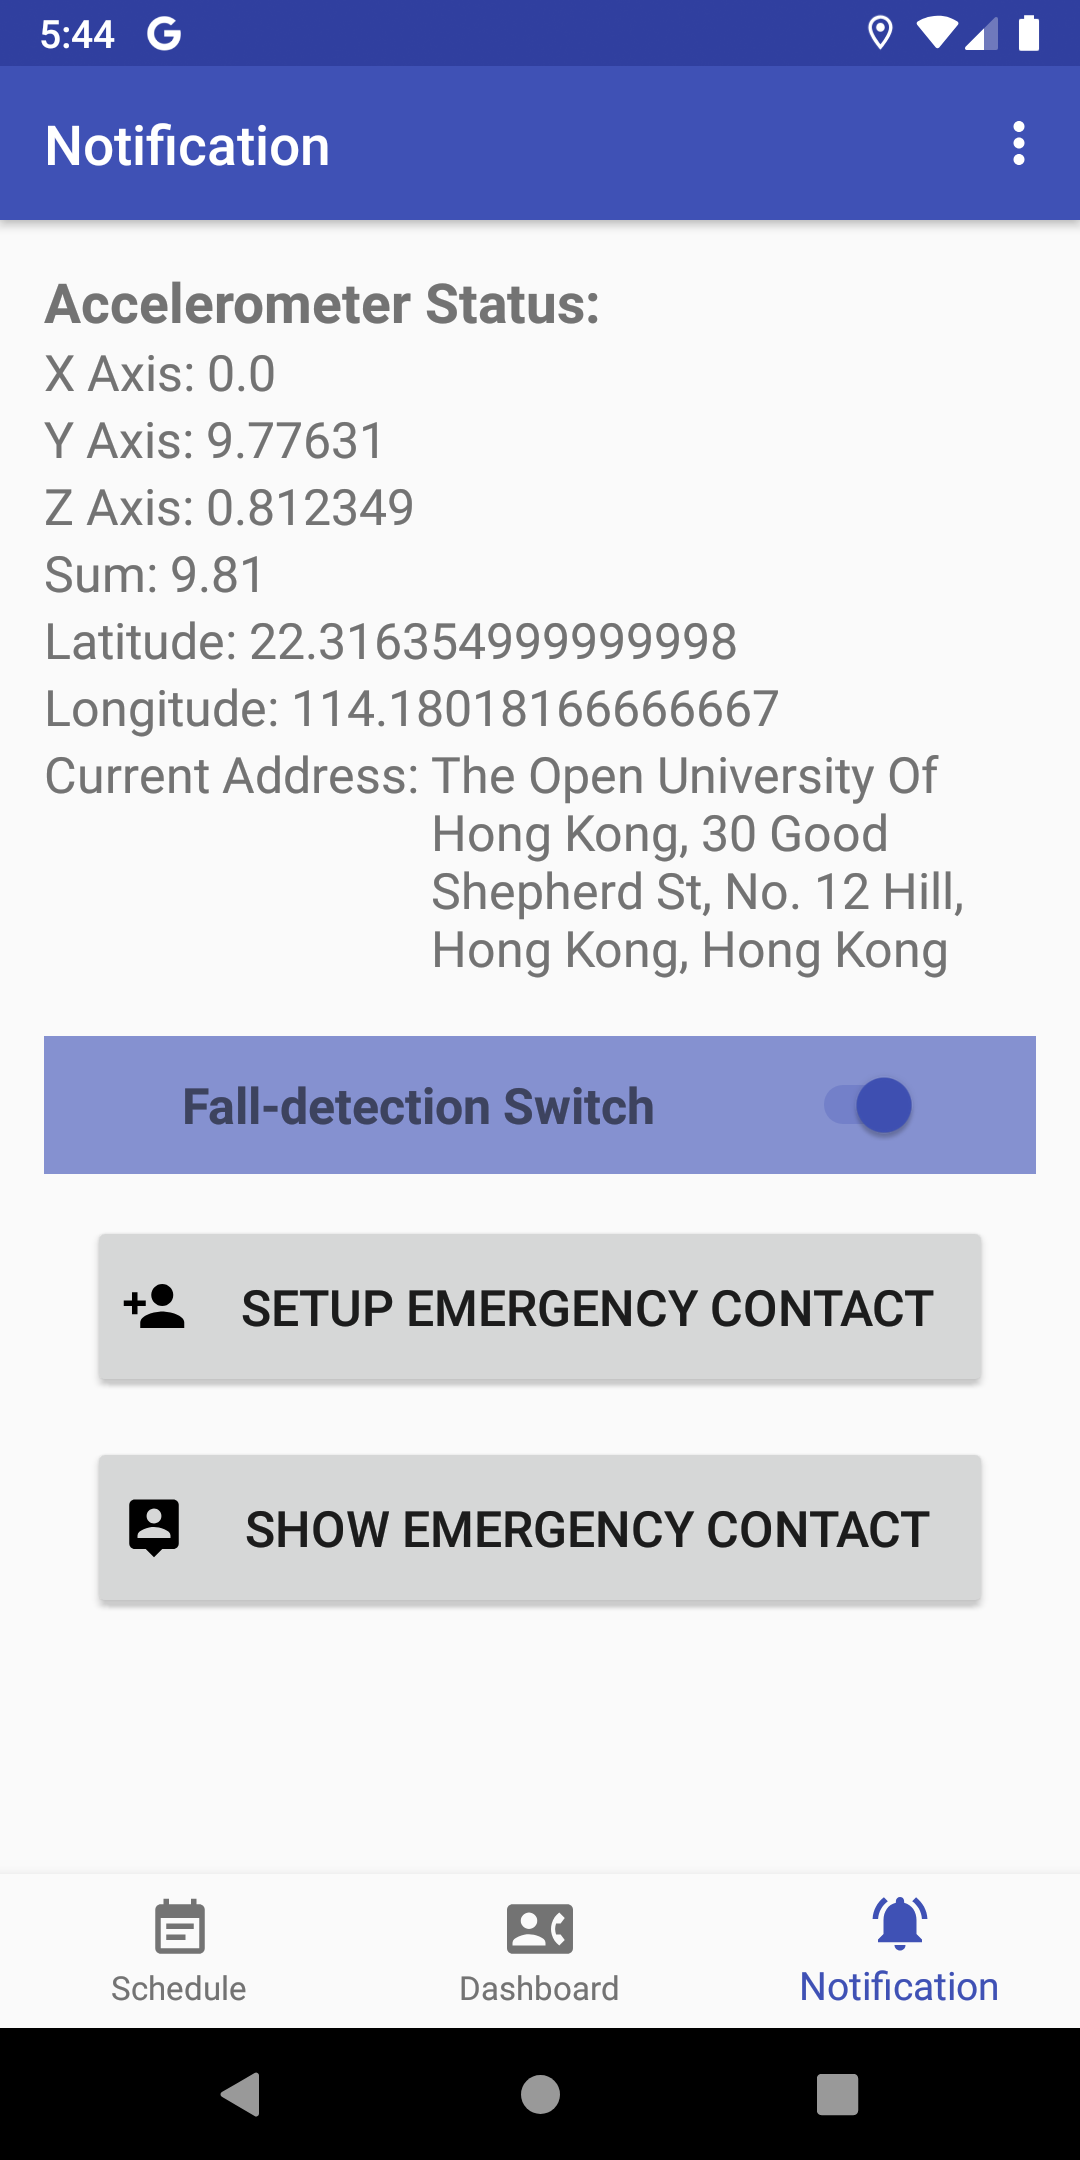 5:44
Notification
Accelerometer Status:
X Axis: 0.0
Y Axis: 9.77631
Z Axis: 0.812349
Sum: 9.81
Latitude: 22.316354999999998
Longitude: 114.18018166666667
Current Address: The Open University Of
Hong Kong, 30 Good
Shepherd St, No. 12 Hill,
Hong Kong, Hong Kong
Fall-detection Switch
SETUP EMERGENCY CONTACT
SHOW EMERGENCY CONTACT
Schedule
Dashboard
Notification